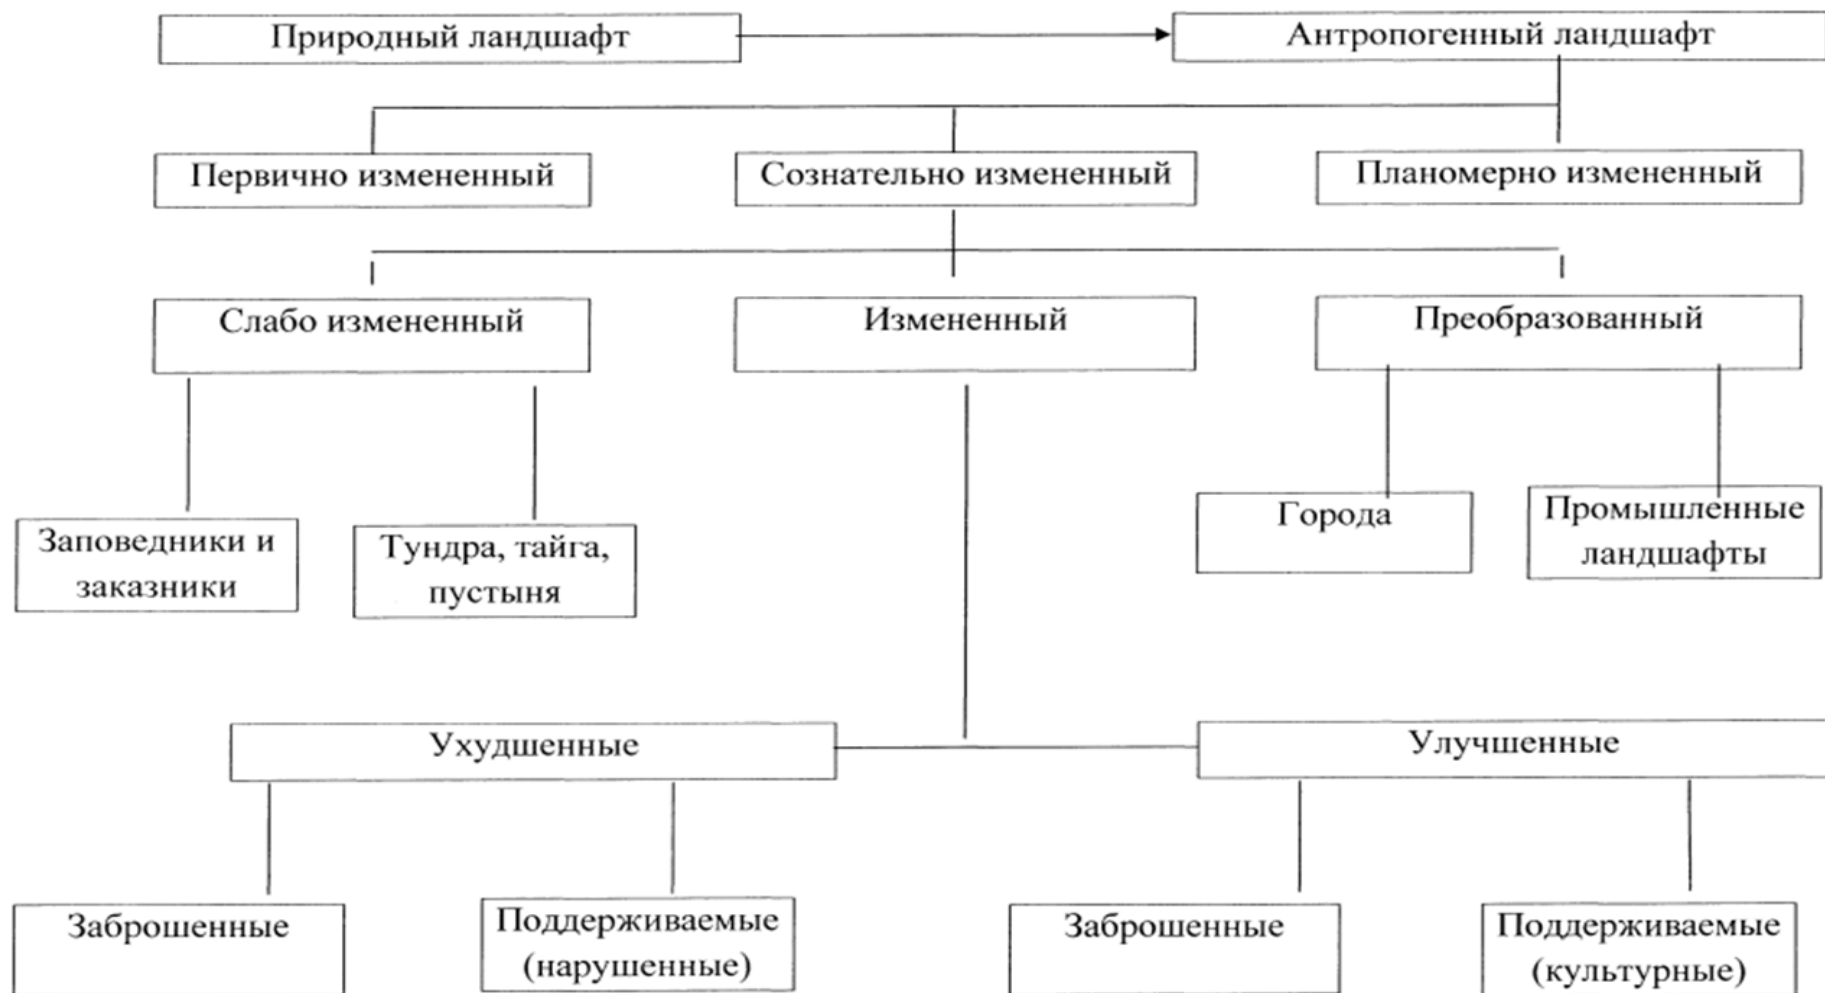 Природный ландшафт
Антропогенный ландшафт
Первично измененный
Сознательно измененный
Планомерно измененный
Слабо измененный
Измененный
Преобразованный
Заповедники и
заказники
Тундра, тайга,
пустыня
Города
Промышленные
ландшафты
Ухудшенные
Улучшенные
Заброшенные
Поддерживаемые
(нарушенные)
Заброшенные
Поддерживаемые
(культурные)